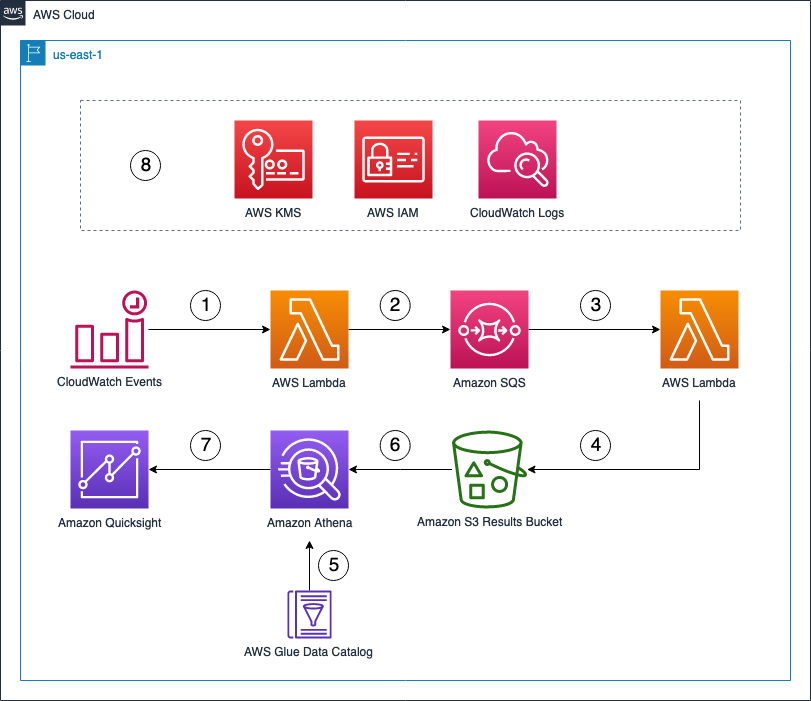 aws
AWS Cloud
us-east-1
8
AWS KMS
AWS IAM
CloudWatch Logs
1
2
3
CloudWatch Events
AWS Lambda
Amazon SQS
AWS Lambda
7
6
4
Amazon Quicksight
Amazon Athena
Amazon S3 Results Bucket
5
AWS Glue Data Catalog